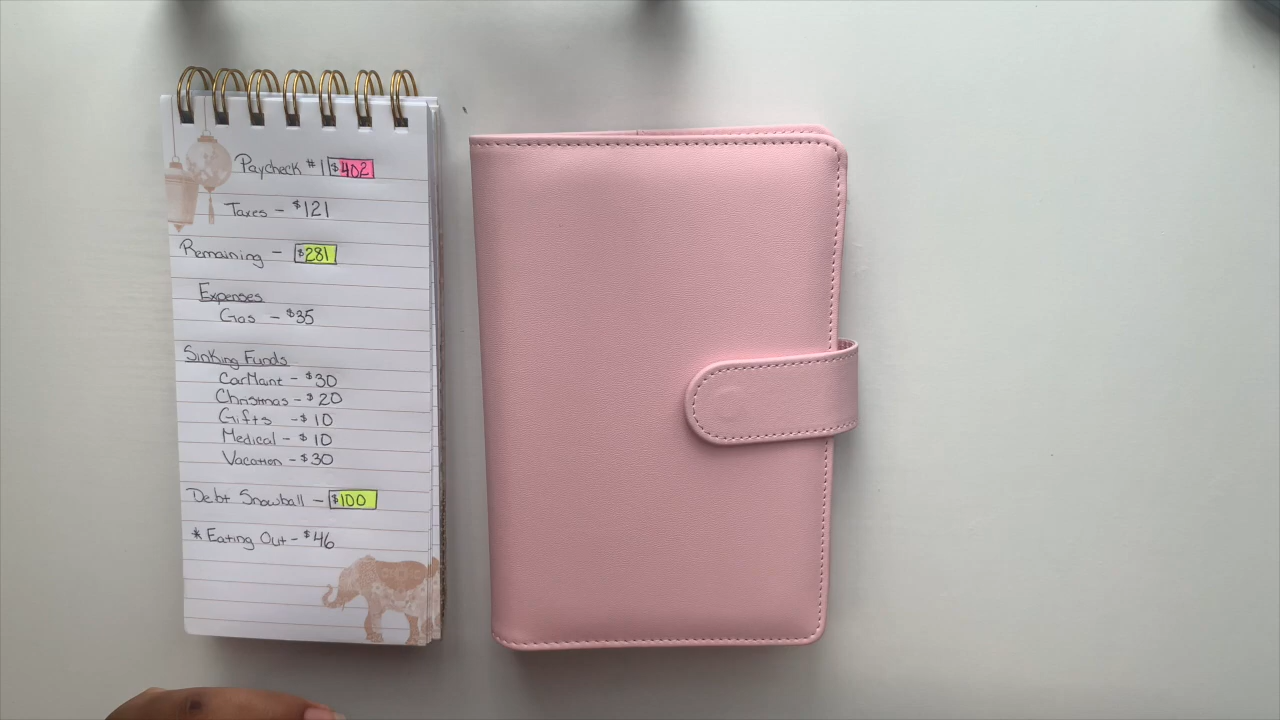 Paycheck #1 $402
Taxes - $121
Remaining - $281
Expenses
Gas - $35
Sinking Funds
CarMaint - $30
Christmas - $20
Gifts - $10
Medical - $10
Vacation - $30
Debt Snowball - $100
*Eating Out - $46